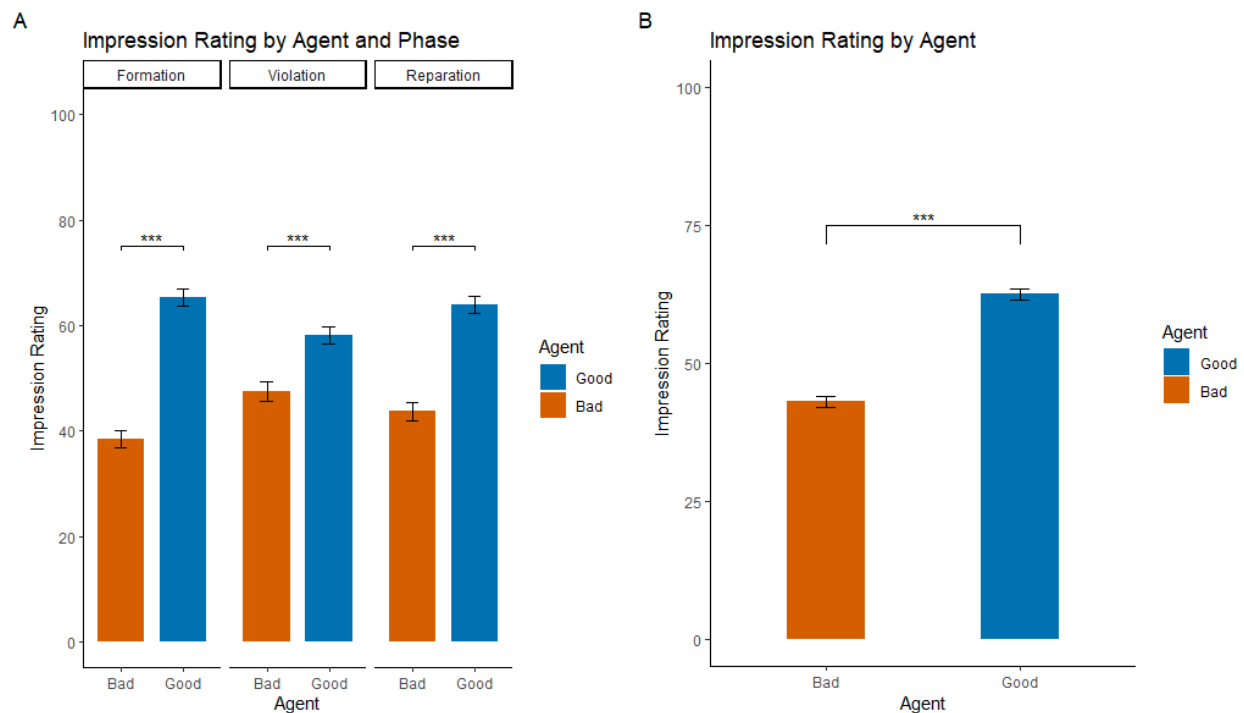 A
Impression Rating by Agent and Phase
Formation
Violation
Reparation
Impression Rating
100
80
60
40
20
0
***
***
***
Bad
Good
Bad
Good
Bad
Good
Agent
Agent
Good
Bad
B
Impression Rating by Agent
Impression Rating
100
75
50
25
0
***
Bad
Good
Agent
Agent
Good
Bad